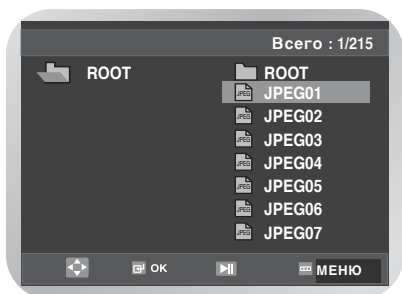 Всего : 1/215
ROOT
ROOT
JPEG01
JPEG02
JPEG03
JPEG04
JPEG05
JPEG06
JPEG07
OK МЕНЮ